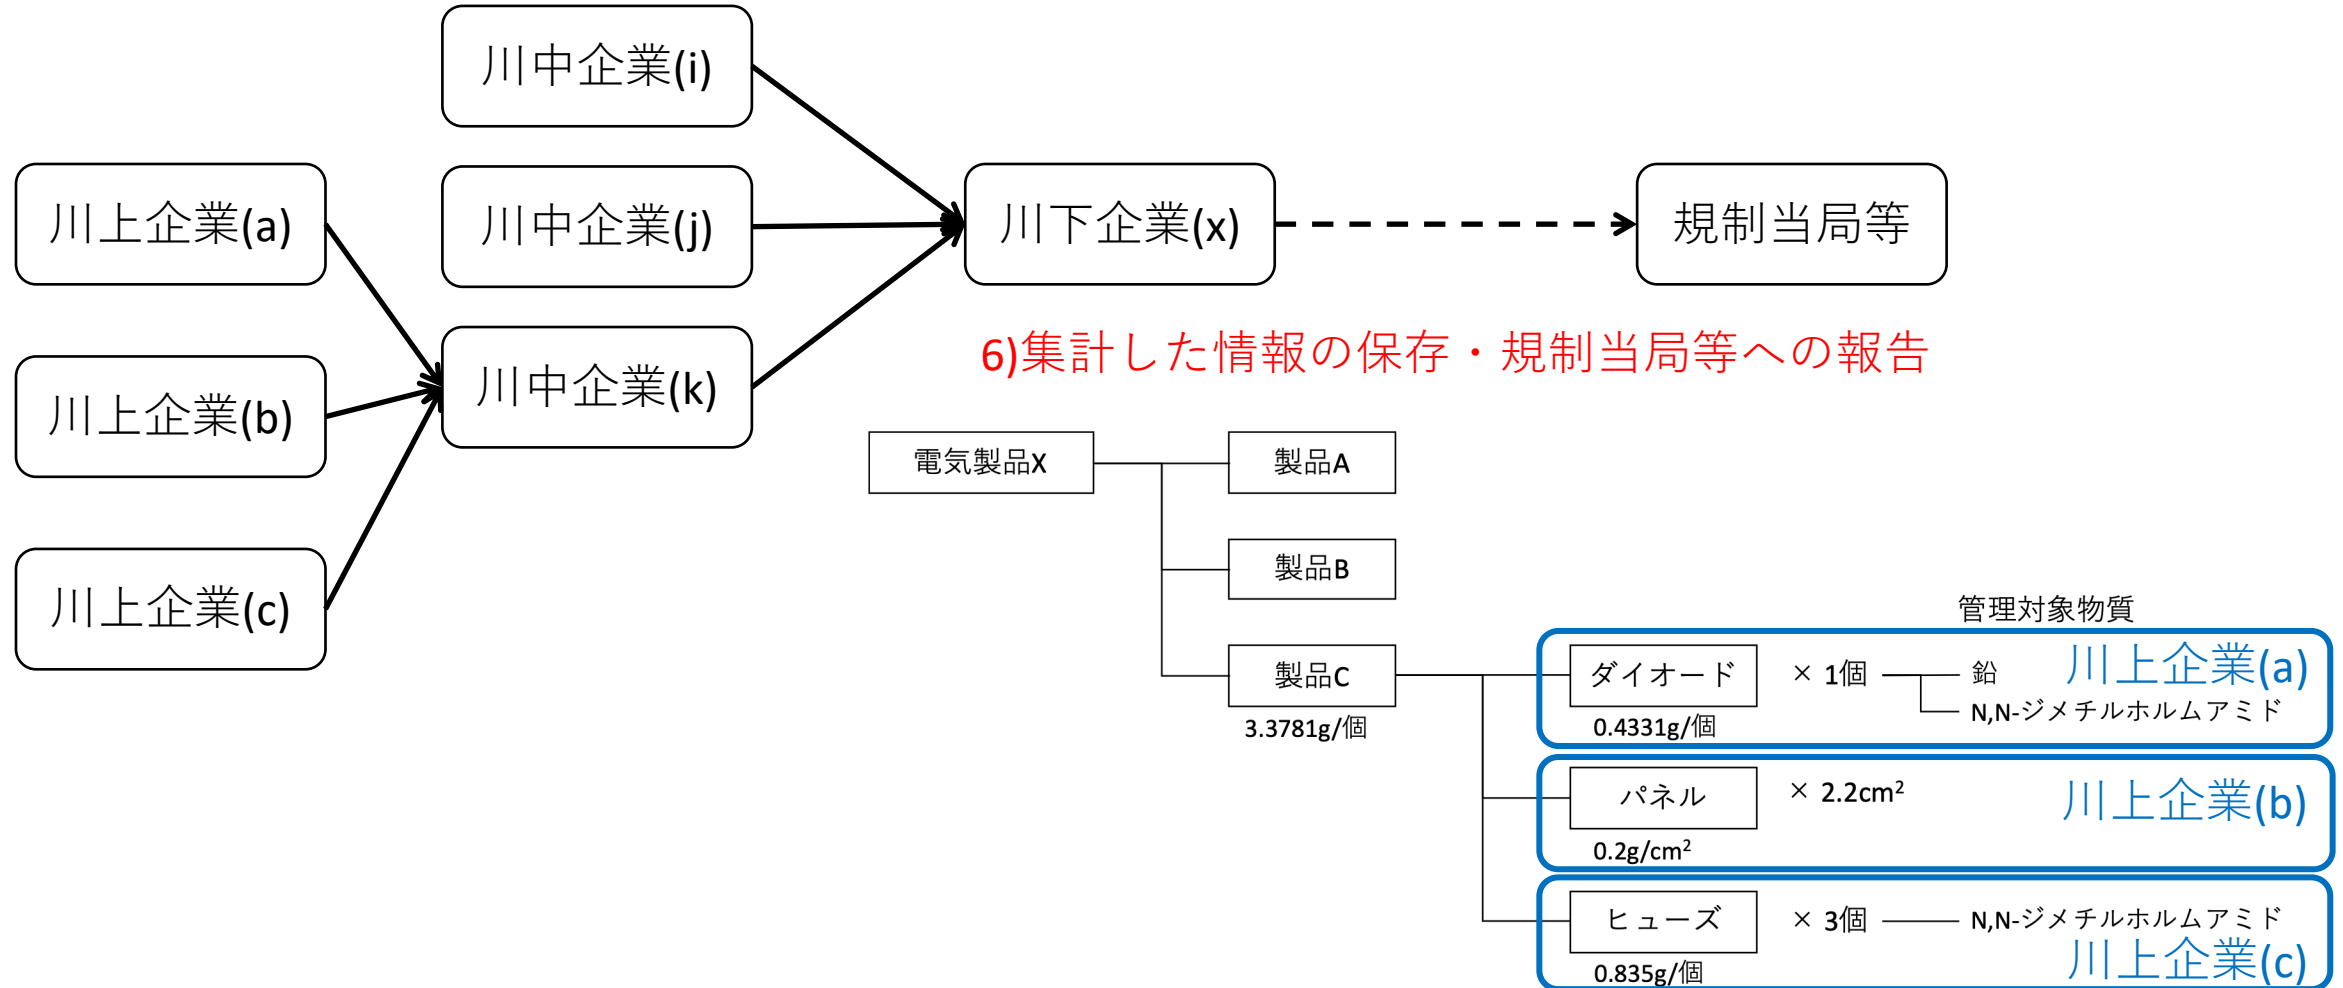 川中企業(i)
川上企業(a)
川中企業(j)
川下企業(x)
規制当局等
川上企業(b)
川中企業(k)
6)集計した情報の保存・規制当局等への報告
川上企業(c)
電気製品X
製品A
製品B
製品C
3.3781g/個
管理対象物質
ダイオード
× 1個
鉛
N,N-ジメチルホルムアミド
川上企業(a)
0.4331g/個
パネル
× 2.2cm²
川上企業(b)
0.2g/cm²
ヒューズ
× 3個
N,N-ジメチルホルムアミド
川上企業(c)
0.835g/個